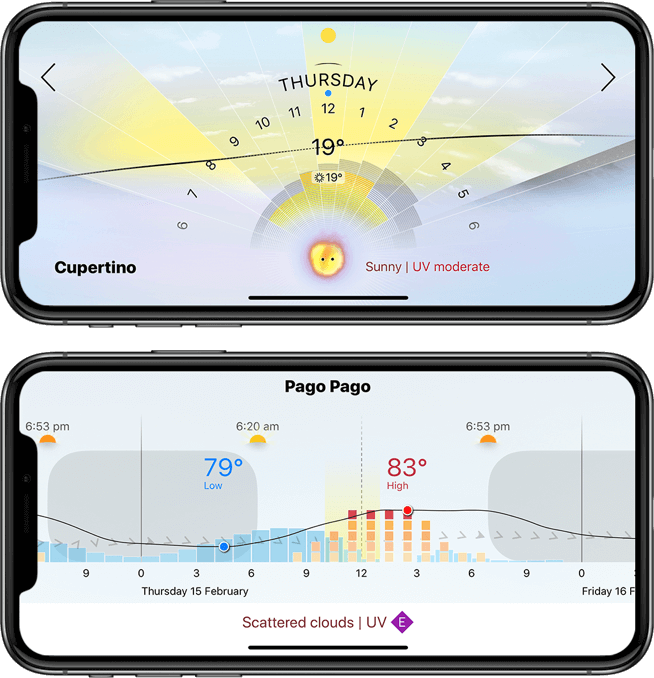 THURSDAY
6 7 8 9 10 11 12 1 2 3 4 5 6
19°
19°
Cupertino
Sunny | UV moderate
Pago Pago
6:53 pm 6:20 am 6:53 pm
79° 83°
Low High
9 0 3 6 9 12 3 6 9 0
Thursday 15 February Friday 16 F
Scattered clouds | UV E